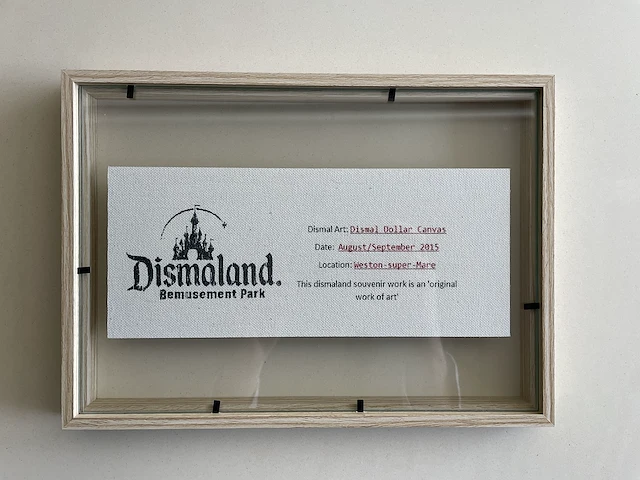 Dismaland.
Bemusement Park
Dismal Art: Dismal Dollar Canvas
Date: August/September 2015
Location: Weston-super-Mare
This dismaland souvenir work is an 'original
work of art'